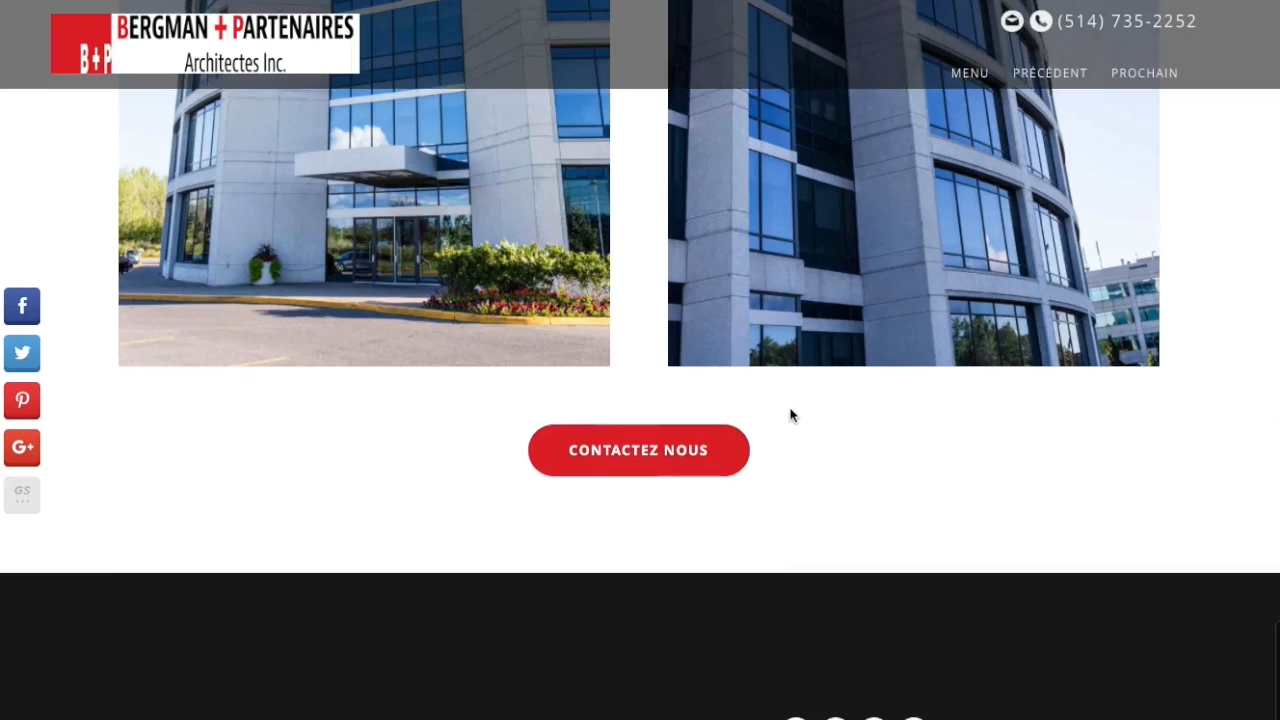 BERGMAN + PARTENAIRES
B+P
Architectes Inc.
(514) 735-2252
MENU PRÉCÉDENT PROCHAIN
f
G+
GS
CONTACTEZ NOUS